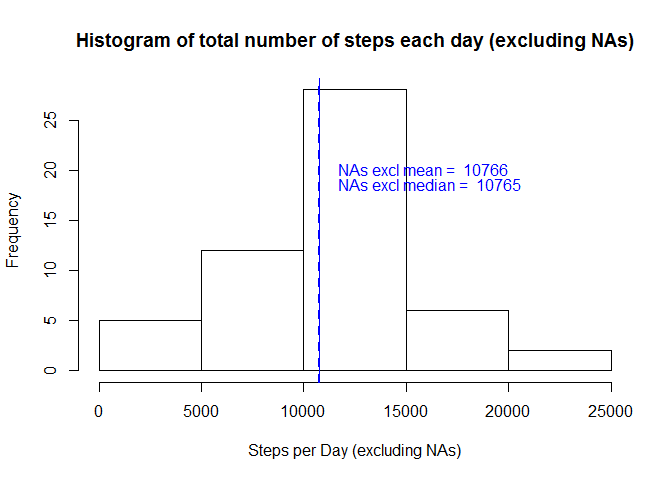 Histogram of total number of steps each day (excluding NAs)
Frequency
25
20
15
10
5
0
NAs excl mean =  10766
NAs excl median =  10765
0 5000 10000 15000 20000 25000
Steps per Day (excluding NAs)